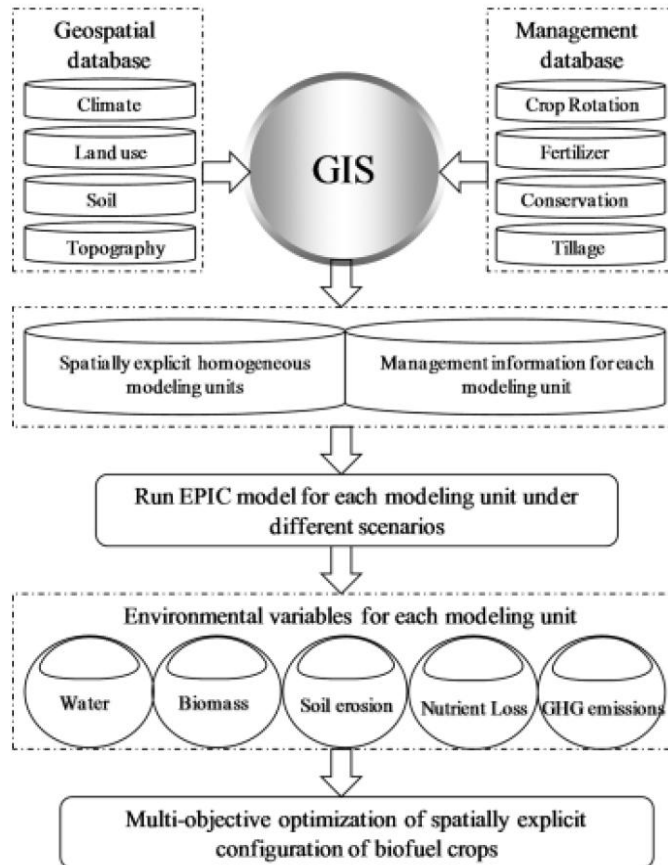 Geospatial
database
Climate
Land use
Soil
Topography
GIS
Management
database
Crop Rotation
Fertilizer
Conservation
Tillage
Spatially explicit homogeneous
modeling units
Management information for each
modeling unit
Run EPIC model for each modeling unit under
different scenarios
Environmental variables for each modeling unit
Water
Biomass
Soil erosion
Nutrient Loss
GHG emissions
Multi-objective optimization of spatially explicit
configuration of biofuel crops